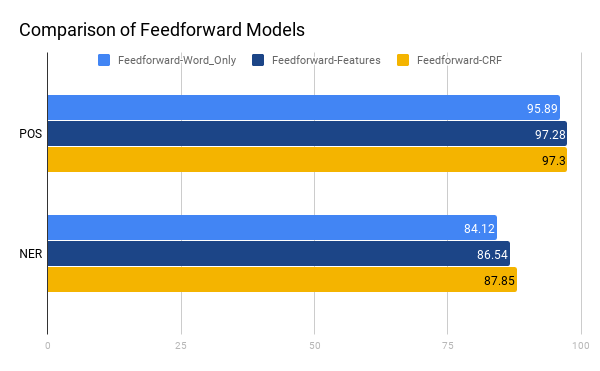 Comparison of Feedforward Models
Feedforward-Word_Only Feedforward-Features Feedforward-CRF
95.89
POS 97.28
97.3
84.12
NER 86.54
87.85
0 25 50 75 100